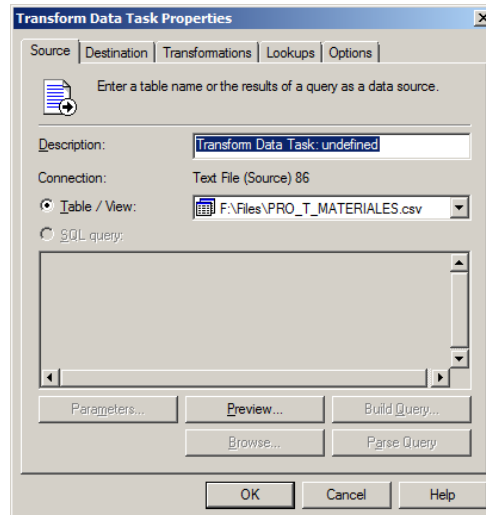 Transform Data Task Properties
Source Destination Transformations Lookups Options
Enter a table name or the results of a query as a data source.
Description: Transform Data Task: undefined
Connection: Text File (Source) 86
Table / View: F:\Files\PRO_T_MATERIALES.csv
SQL query:
Parameters... Preview... Build Query...
Browse... Parse Query
OK Cancel Help